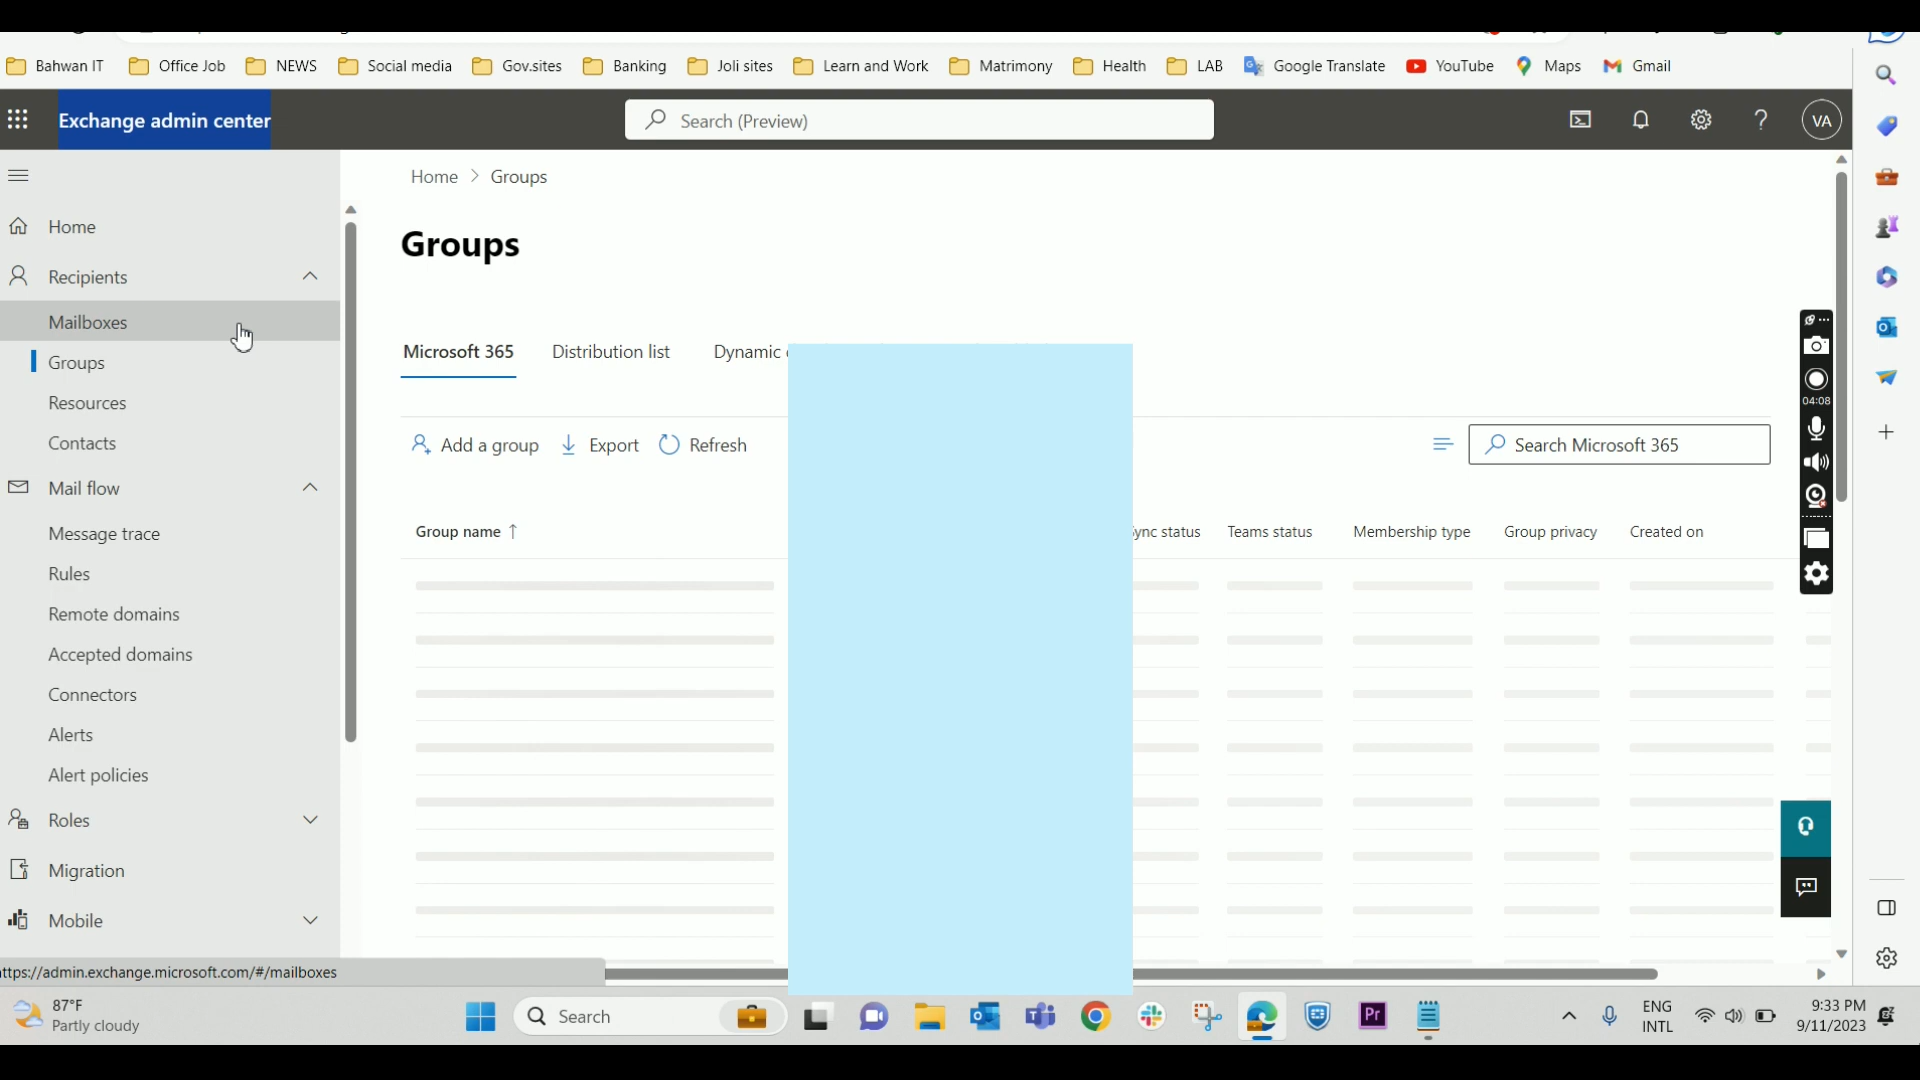 Bahwan IT Office Job NEWS Social media Gov.sites Banking Joli sites Learn and Work Matrimony Health LAB Google Translate YouTube Maps Gmail
Exchange admin center
Search (Preview)
VA
Home > Groups
Home
Groups
Recipients
Mailboxes
Groups
Resources
Contacts
Mail flow
Message trace
Rules
Remote domains
Accepted domains
Connectors
Alerts
Alert policies
Roles
Migration
Mobile
Microsoft 365 Distribution list Dynamic
Add a group Export Refresh
Search Microsoft 365
Group name ↑ Sync status Teams status Membership type Group privacy Created on
04:08
ttps://admin.exchange.microsoft.com/#/mailboxes
87°F
Partly cloudy
Search
Pr
ENG
INTL
9:33 PM
9/11/2023